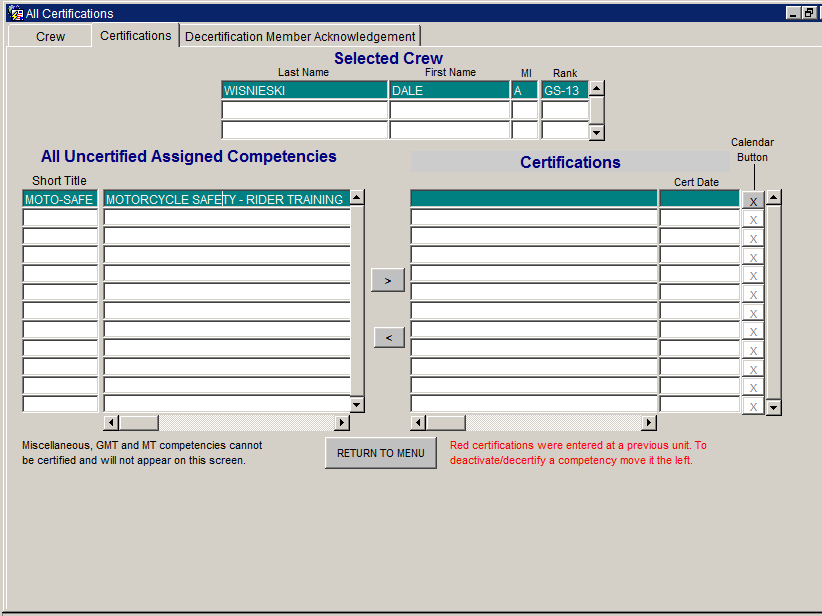 All Certifications
Crew
Certifications
Decertification Member Acknowledgement
Selected Crew
Last Name First Name MI Rank
WISNIESKI DALE A GS-13
Calendar
Button
All Uncertified Assigned Competencies
Certifications
Short Title
Cert Date
MOTO-SAFE MOTORCYCLE SAFETY - RIDER TRAINING
X
X
X
X
X
X
X
X
X
X
X
X
>
<
Miscellaneous, GMT and MT competencies cannot
be certified and will not appear on this screen.
RETURN TO MENU
Red certifications were entered at a previous unit. To
deactivate/decertify a competency move it the left.